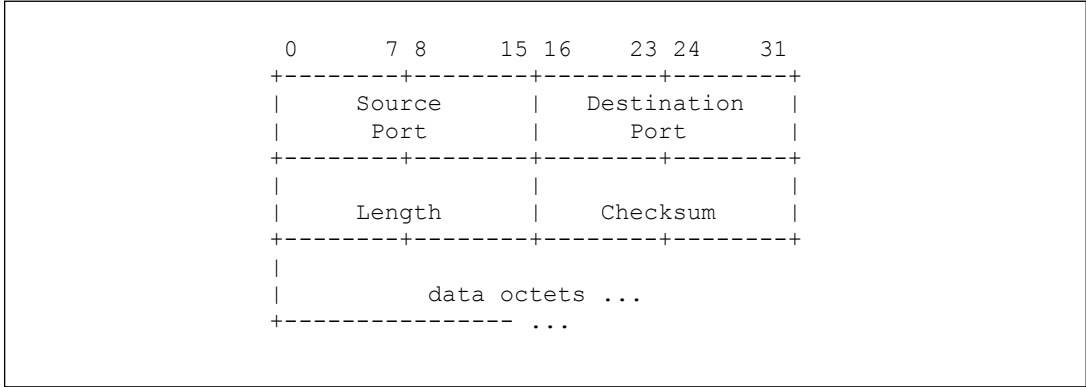 0      7 8     15 16    23 24    31
+--------+--------+--------+--------+
|     Source      |   Destination   |
|      Port       |      Port       |
+--------+--------+--------+--------+
|                 |                 |
|     Length      |    Checksum     |
+--------+--------+--------+--------+
|
|          data octets ...
+---------------- ...